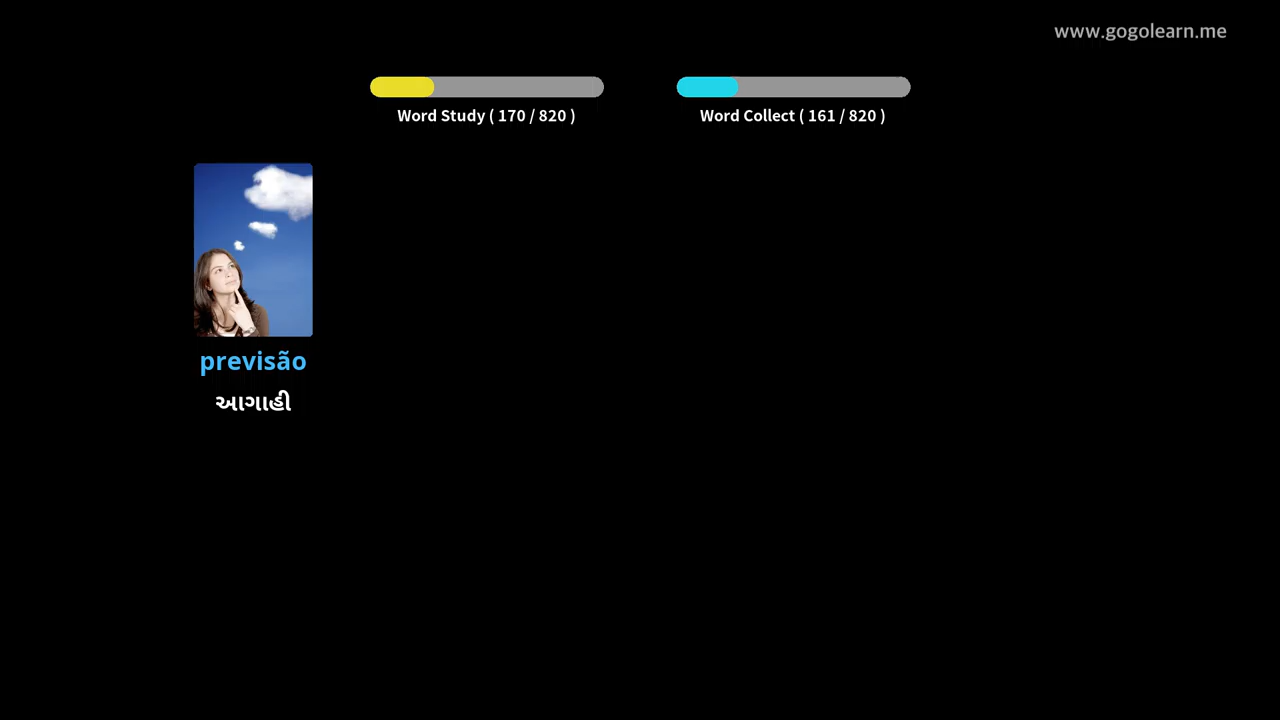 www.gogolearn.me
Word Study ( 170 / 820 )
Word Collect ( 161 / 820 )
previsão
આગાહી